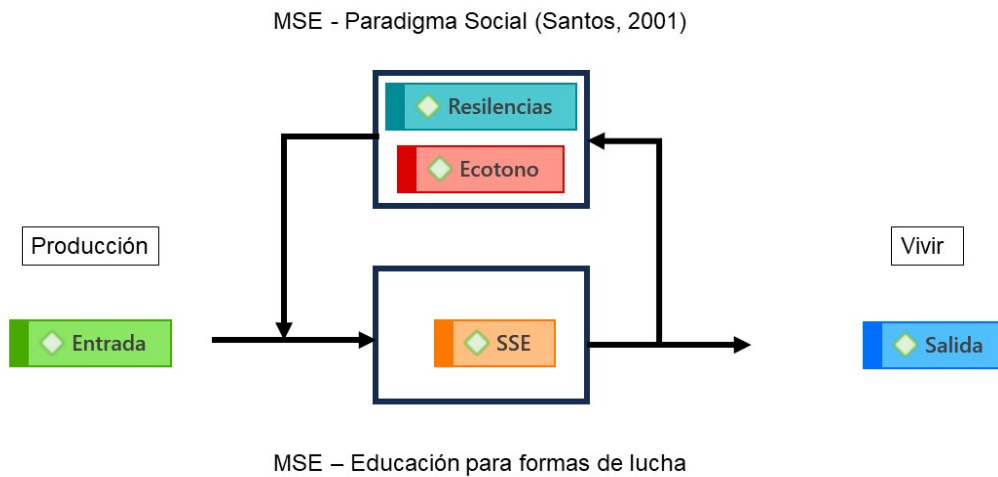 MSE - Paradigma Social (Santos, 2001)
Resilencias
Ecotono
Producción
Vivir
Entrada
SSE
Salida
MSE – Educación para formas de lucha